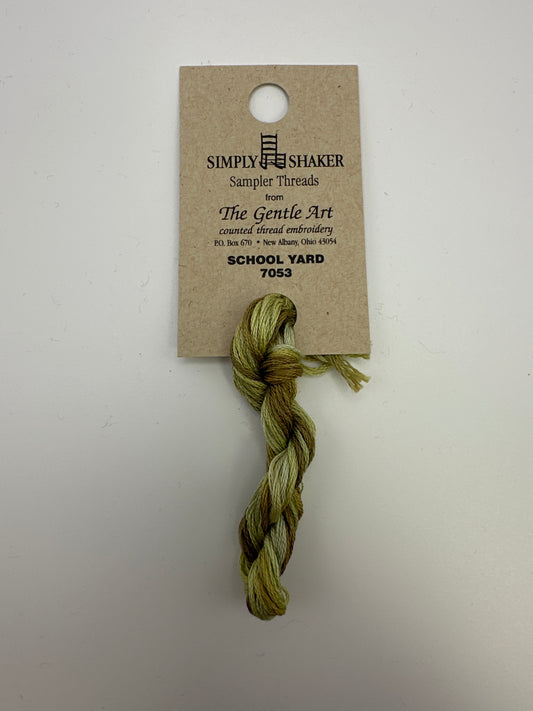 SIMPLY SHAKER
Sampler Threads
from
The Gentle Art
counted thread embroidery
P.O. Box 670 • New Albany, Ohio 43054
SCHOOL YARD
7053